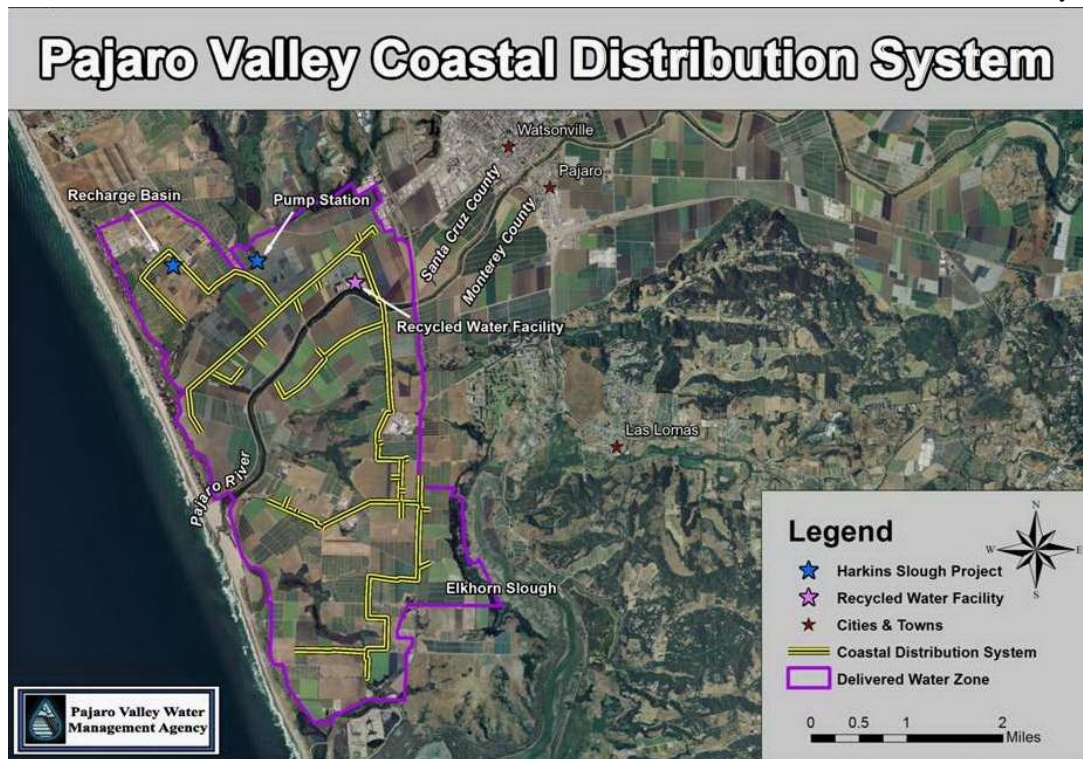 Pajaro Valley Coastal Distribution System
Watsonville
Pajaro
Recharge Basin
Pump Station
Santa Cruz County
Monterey County
Recycled Water Facility
Las Lomas
Pajaro River
Elkhorn Slough
Legend
Harkins Slough Project
Recycled Water Facility
Cities & Towns
Coastal Distribution System
Delivered Water Zone
N
W
E
S
0 0.5 1 2
Miles
Pajaro Valley Water
Management Agency